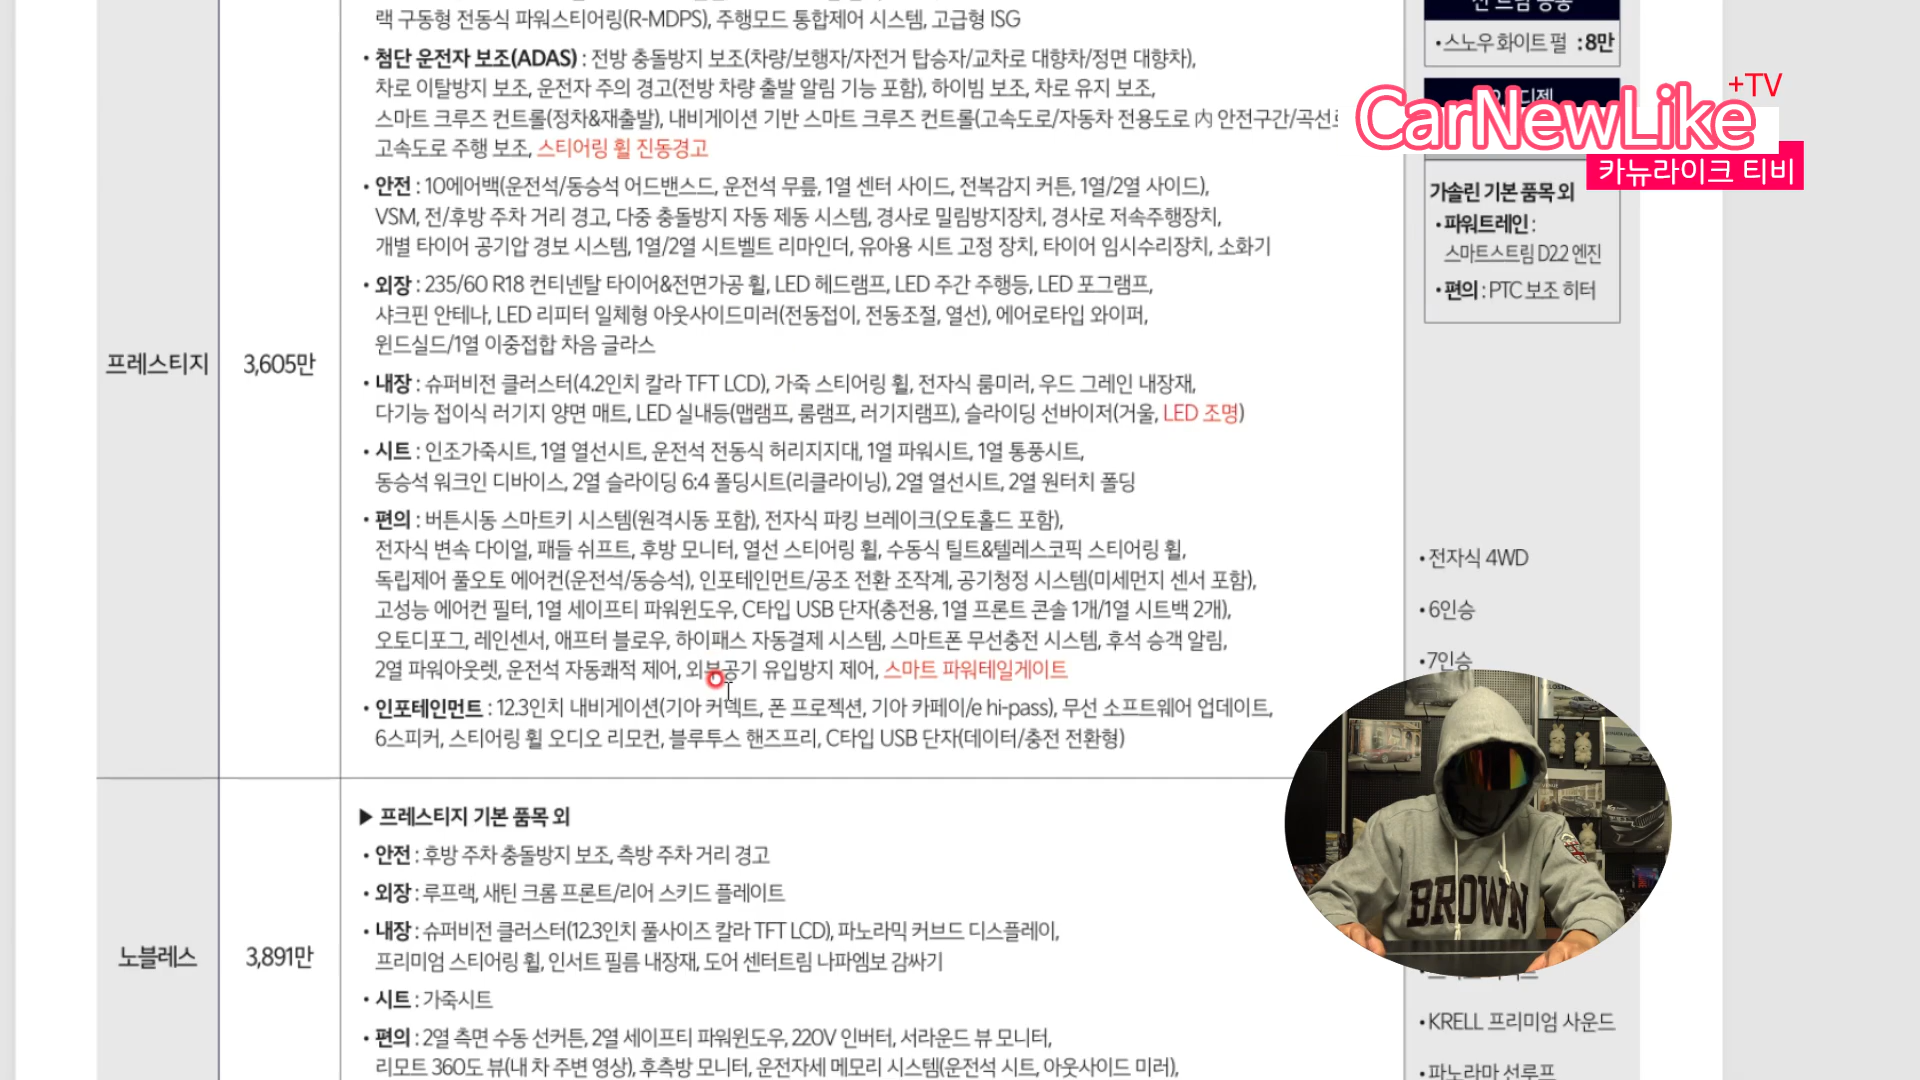 랙 구동형 전동식 파워스티어링(R-MDPS), 주행모드 통합제어 시스템, 고급형 ISG
• 첨단 운전자 보조(ADAS) : 전방 충돌방지 보조(차량/보행자/자전거 탑승자/교차로 대향차/정면 대향차),
차로 이탈방지 보조, 운전자 주의 경고(전방 차량 출발 알림 기능 포함), 하이빔 보조, 차로 유지 보조,
스마트 크루즈 컨트롤(정차&재출발), 내비게이션 기반 스마트 크루즈 컨트롤(고속도로/자동차 전용도로 內 안전구간/곡선로
고속도로 주행 보조, 스티어링 휠 진동경고
• 안전 : 10에어백(운전석/동승석 어드밴스드, 운전석 무릎, 1열 센터 사이드, 전복감지 커튼, 1열/2열 사이드),
VSM, 전/후방 주차 거리 경고, 다중 충돌방지 자동 제동 시스템, 경사로 밀림방지장치, 경사로 저속주행장치,
개별 타이어 공기압 경보 시스템, 1열/2열 시트벨트 리마인더, 유아용 시트 고정 장치, 타이어 임시수리장치, 소화기
• 외장 : 235/60 R18 컨티넨탈 타이어&전면가공 휠, LED 헤드램프, LED 주간 주행등, LED 포그램프,
샤크핀 안테나, LED 리피터 일체형 아웃사이드미러(전동접이, 전동조절, 열선), 에어로타입 와이퍼,
윈드실드/1열 이중접합 차음 글라스
프레스티지
3,605만
• 내장 : 슈퍼비전 클러스터(4.2인치 칼라 TFT LCD), 가죽 스티어링 휠, 전자식 룸미러, 우드 그레인 내장재,
다기능 접이식 러기지 양면 매트, LED 실내등(맵램프, 룸램프, 러기지램프), 슬라이딩 선바이저(거울, LED 조명)
• 시트 : 인조가죽시트, 1열 열선시트, 운전석 전동식 허리지지대, 1열 파워시트, 1열 통풍시트,
동승석 워크인 디바이스, 2열 슬라이딩 6:4 폴딩시트(리클라이닝), 2열 열선시트, 2열 원터치 폴딩
• 편의 : 버튼시동 스마트키 시스템(원격시동 포함), 전자식 파킹 브레이크(오토홀드 포함),
전자식 변속 다이얼, 패들 쉬프트, 후방 모니터, 열선 스티어링 휠, 수동식 틸트&텔레스코픽 스티어링 휠,
독립제어 풀오토 에어컨(운전석/동승석), 인포테인먼트/공조 전환 조작계, 공기청정 시스템(미세먼지 센서 포함),
고성능 에어컨 필터, 1열 세이프티 파워윈도우, C타입 USB 단자(충전용, 1열 프론트 콘솔 1개/1열 시트백 2개),
오토디포그, 레인센서, 애프터 블로우, 하이패스 자동결제 시스템, 스마트폰 무선충전 시스템, 후석 승객 알림,
2열 파워아웃렛, 운전석 자동쾌적 제어, 외부공기 유입방지 제어, 스마트 파워테일게이트
• 인포테인먼트 : 12.3인치 내비게이션(기아 커넥트, 폰 프로젝션, 기아 카페이/e hi-pass), 무선 소프트웨어 업데이트,
6스피커, 스티어링 휠 오디오 리모컨, 블루투스 핸즈프리, C타입 USB 단자(데이터/충전 전환형)
▶ 프레스티지 기본 품목 외
• 안전 : 후방 주차 충돌방지 보조, 측방 주차 거리 경고
• 외장 : 루프랙, 새틴 크롬 프론트/리어 스키드 플레이트
• 내장 : 슈퍼비전 클러스터(12.3인치 풀사이즈 칼라 TFT LCD), 파노라믹 커브드 디스플레이,
프리미엄 스티어링 휠, 인서트 필름 내장재, 도어 센터트림 나파엠보 감싸기
노블레스
3,891만
• 시트 : 가죽시트
• 편의 : 2열 측면 수동 선커튼, 2열 세이프티 파워윈도우, 220V 인버터, 서라운드 뷰 모니터,
리모트 360도 뷰(내 차 주변 영상), 후측방 모니터, 운전자세 메모리 시스템(운전석 시트, 아웃사이드 미러),
전 트림 공통
• 스노우 화이트 펄 : 8만
디젤
+TV
CarNewLike
카뉴라이크 티비
가솔린 기본 품목 외
• 파워트레인 :
스마트스트림 D2.2 엔진
• 편의 : PTC 보조 히터
• 전자식 4WD
• 6인승
• 7인승
BROWN
• KRELL 프리미엄 사운드
• 파노라마 선루프